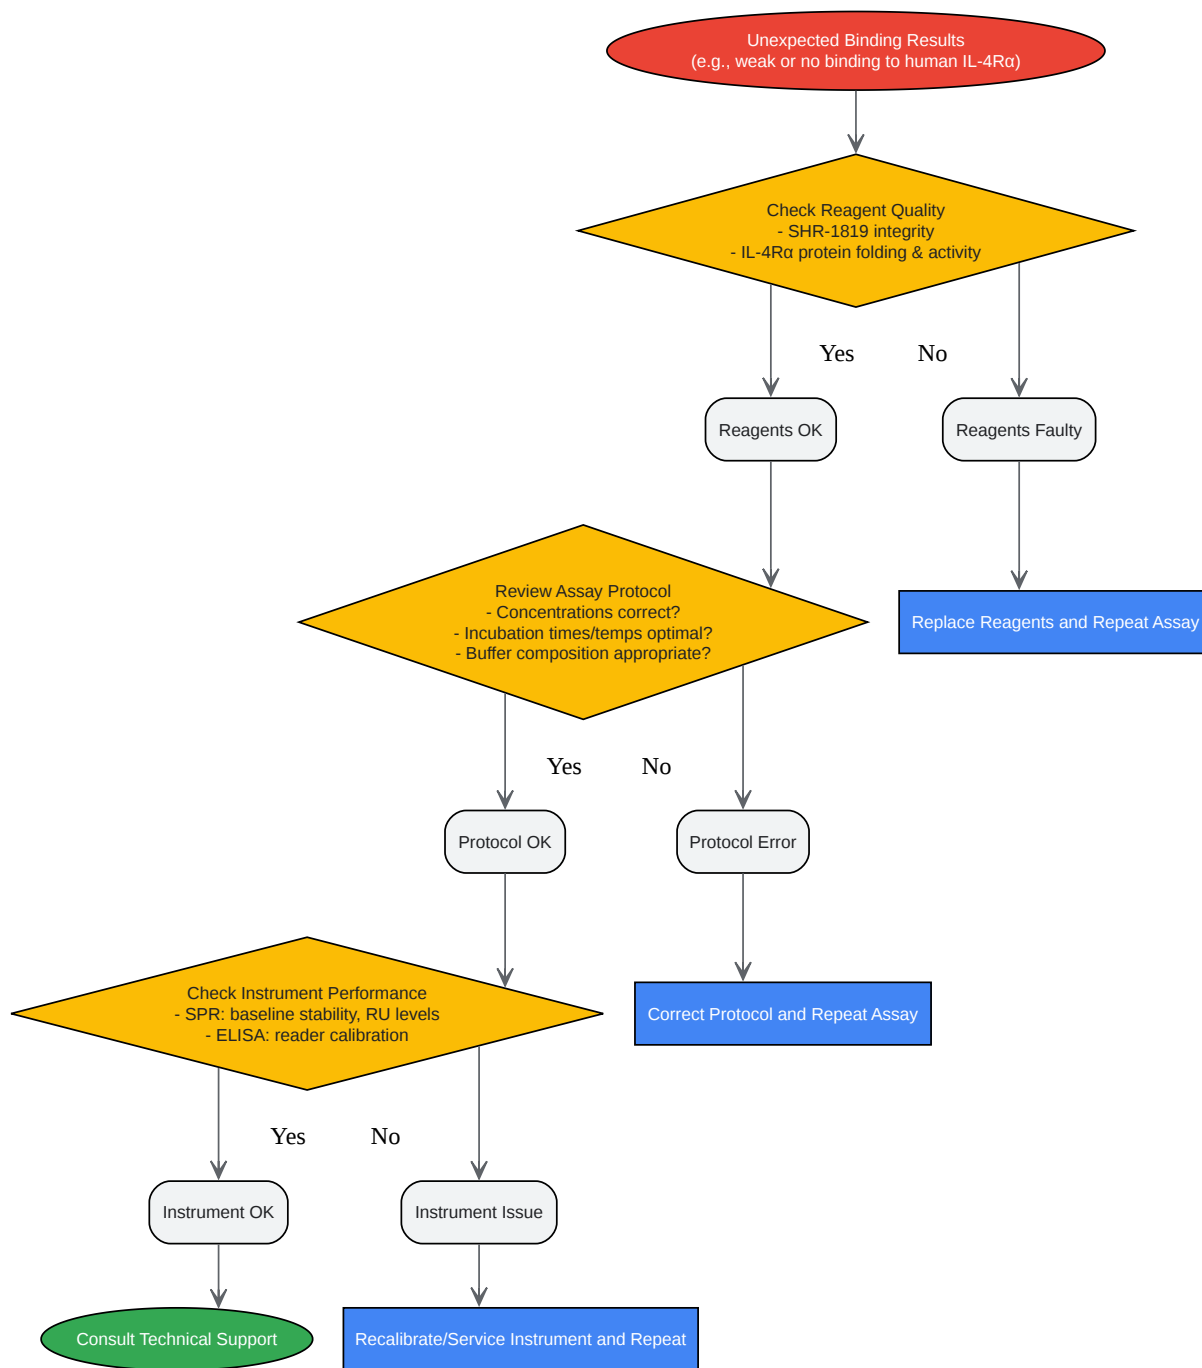 Unexpected Binding Results
(e.g., weak or no binding to human IL-4Rα)
Check Reagent Quality
- SHR-1819 integrity
- IL-4Rα protein folding & activity
Yes
No
Reagents OK
Reagents Faulty
Review Assay Protocol
- Concentrations correct?
- Incubation times/temps optimal?
- Buffer composition appropriate?
Replace Reagents and Repeat Assay
Yes
No
Protocol OK
Protocol Error
Check Instrument Performance
- SPR: baseline stability, RU levels
- ELISA: reader calibration
Correct Protocol and Repeat Assay
Yes
No
Instrument OK
Instrument Issue
Consult Technical Support
Recalibrate/Service Instrument and Repeat